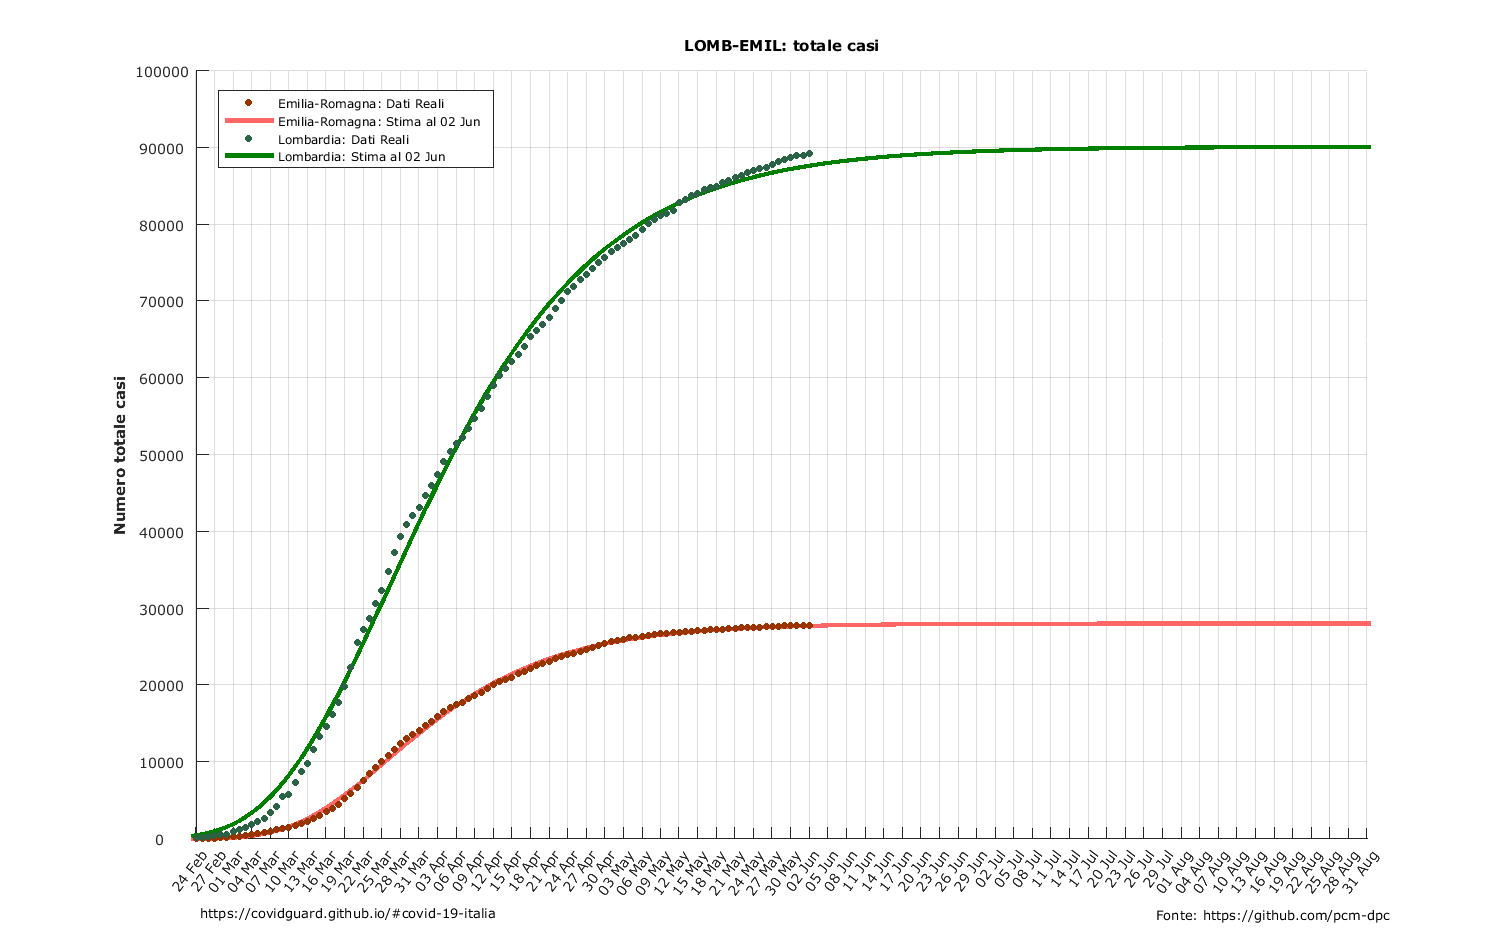 LOMB-EMIL: totale casi
Emilia-Romagna: Dati Reali
Emilia-Romagna: Stima al 02 Jun
Lombardia: Dati Reali
Lombardia: Stima al 02 Jun
Numero totale casi
100000
90000
80000
70000
60000
50000
40000
30000
20000
10000
0
24 Feb
27 Feb
01 Mar
04 Mar
07 Mar
10 Mar
13 Mar
16 Mar
19 Mar
22 Mar
25 Mar
28 Mar
31 Mar
03 Apr
06 Apr
09 Apr
12 Apr
15 Apr
18 Apr
21 Apr
24 Apr
27 Apr
30 Apr
03 May
06 May
09 May
12 May
15 May
18 May
21 May
24 May
27 May
30 May
02 Jun
05 Jun
08 Jun
11 Jun
14 Jun
17 Jun
20 Jun
23 Jun
26 Jun
29 Jun
02 Jul
05 Jul
08 Jul
11 Jul
14 Jul
17 Jul
20 Jul
23 Jul
26 Jul
29 Jul
01 Aug
04 Aug
07 Aug
10 Aug
13 Aug
16 Aug
19 Aug
22 Aug
25 Aug
28 Aug
31 Aug
https://covidguard.github.io/#covid-19-italia
Fonte: https://github.com/pcm-dpc